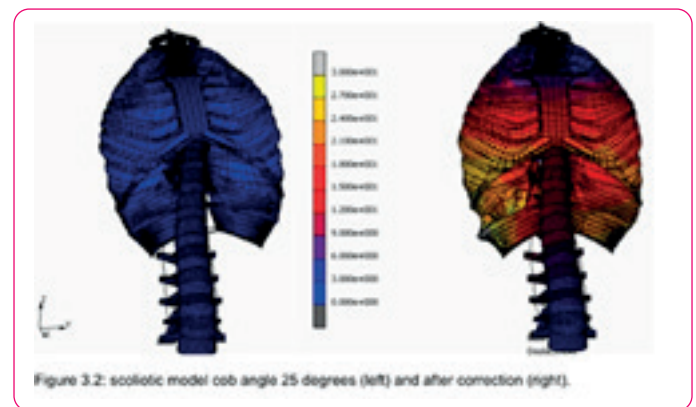 3.000e+001
2.700e+001
2.400e+001
2.100e+001
1.800e+001
1.500e+001
1.200e+001
9.000e+000
6.000e+000
3.000e+000
0.000e+000
Figure 3.2: scoliotic model cob angle 25 degrees (left) and after correction (right).